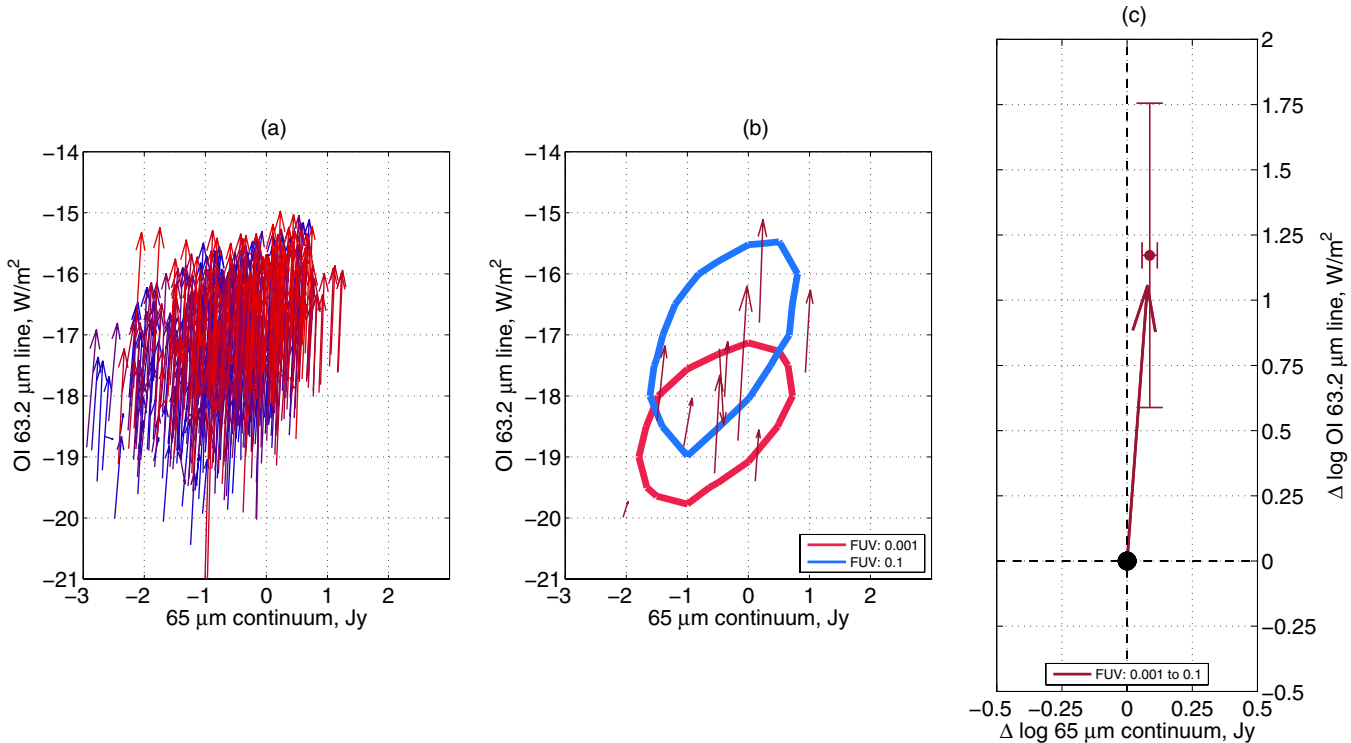 (a)
−14
−15
−16
−17
−18
−19
−20
−21
OI 63.2 μm line, W/m²
−3 −2 −1 0 1 2
65 μm continuum, Jy
(b)
−14
−15
−16
−17
−18
−19
−20
−21
OI 63.2 μm line, W/m²
−3 −2 −1 0 1 2
65 μm continuum, Jy
FUV: 0.001
FUV: 0.1
(c)
2
1.75
1.5
1.25
1
0.75
0.5
0.25
0
−0.25
−0.5
Δ log OI 63.2 μm line, W/m²
−0.5 −0.25 0 0.25 0.5
Δ log 65 μm continuum, Jy
FUV: 0.001 to 0.1